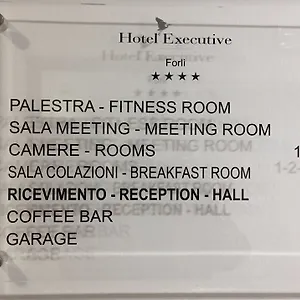 Hotel Executive
Forlì
★★★★
PALESTRA - FITNESS ROOM
SALA MEETING - MEETING ROOM
CAMERE - ROOMS 1
SALA COLAZIONI - BREAKFAST ROOM
RICEVIMENTO - RECEPTION - HALL
COFFEE BAR
GARAGE